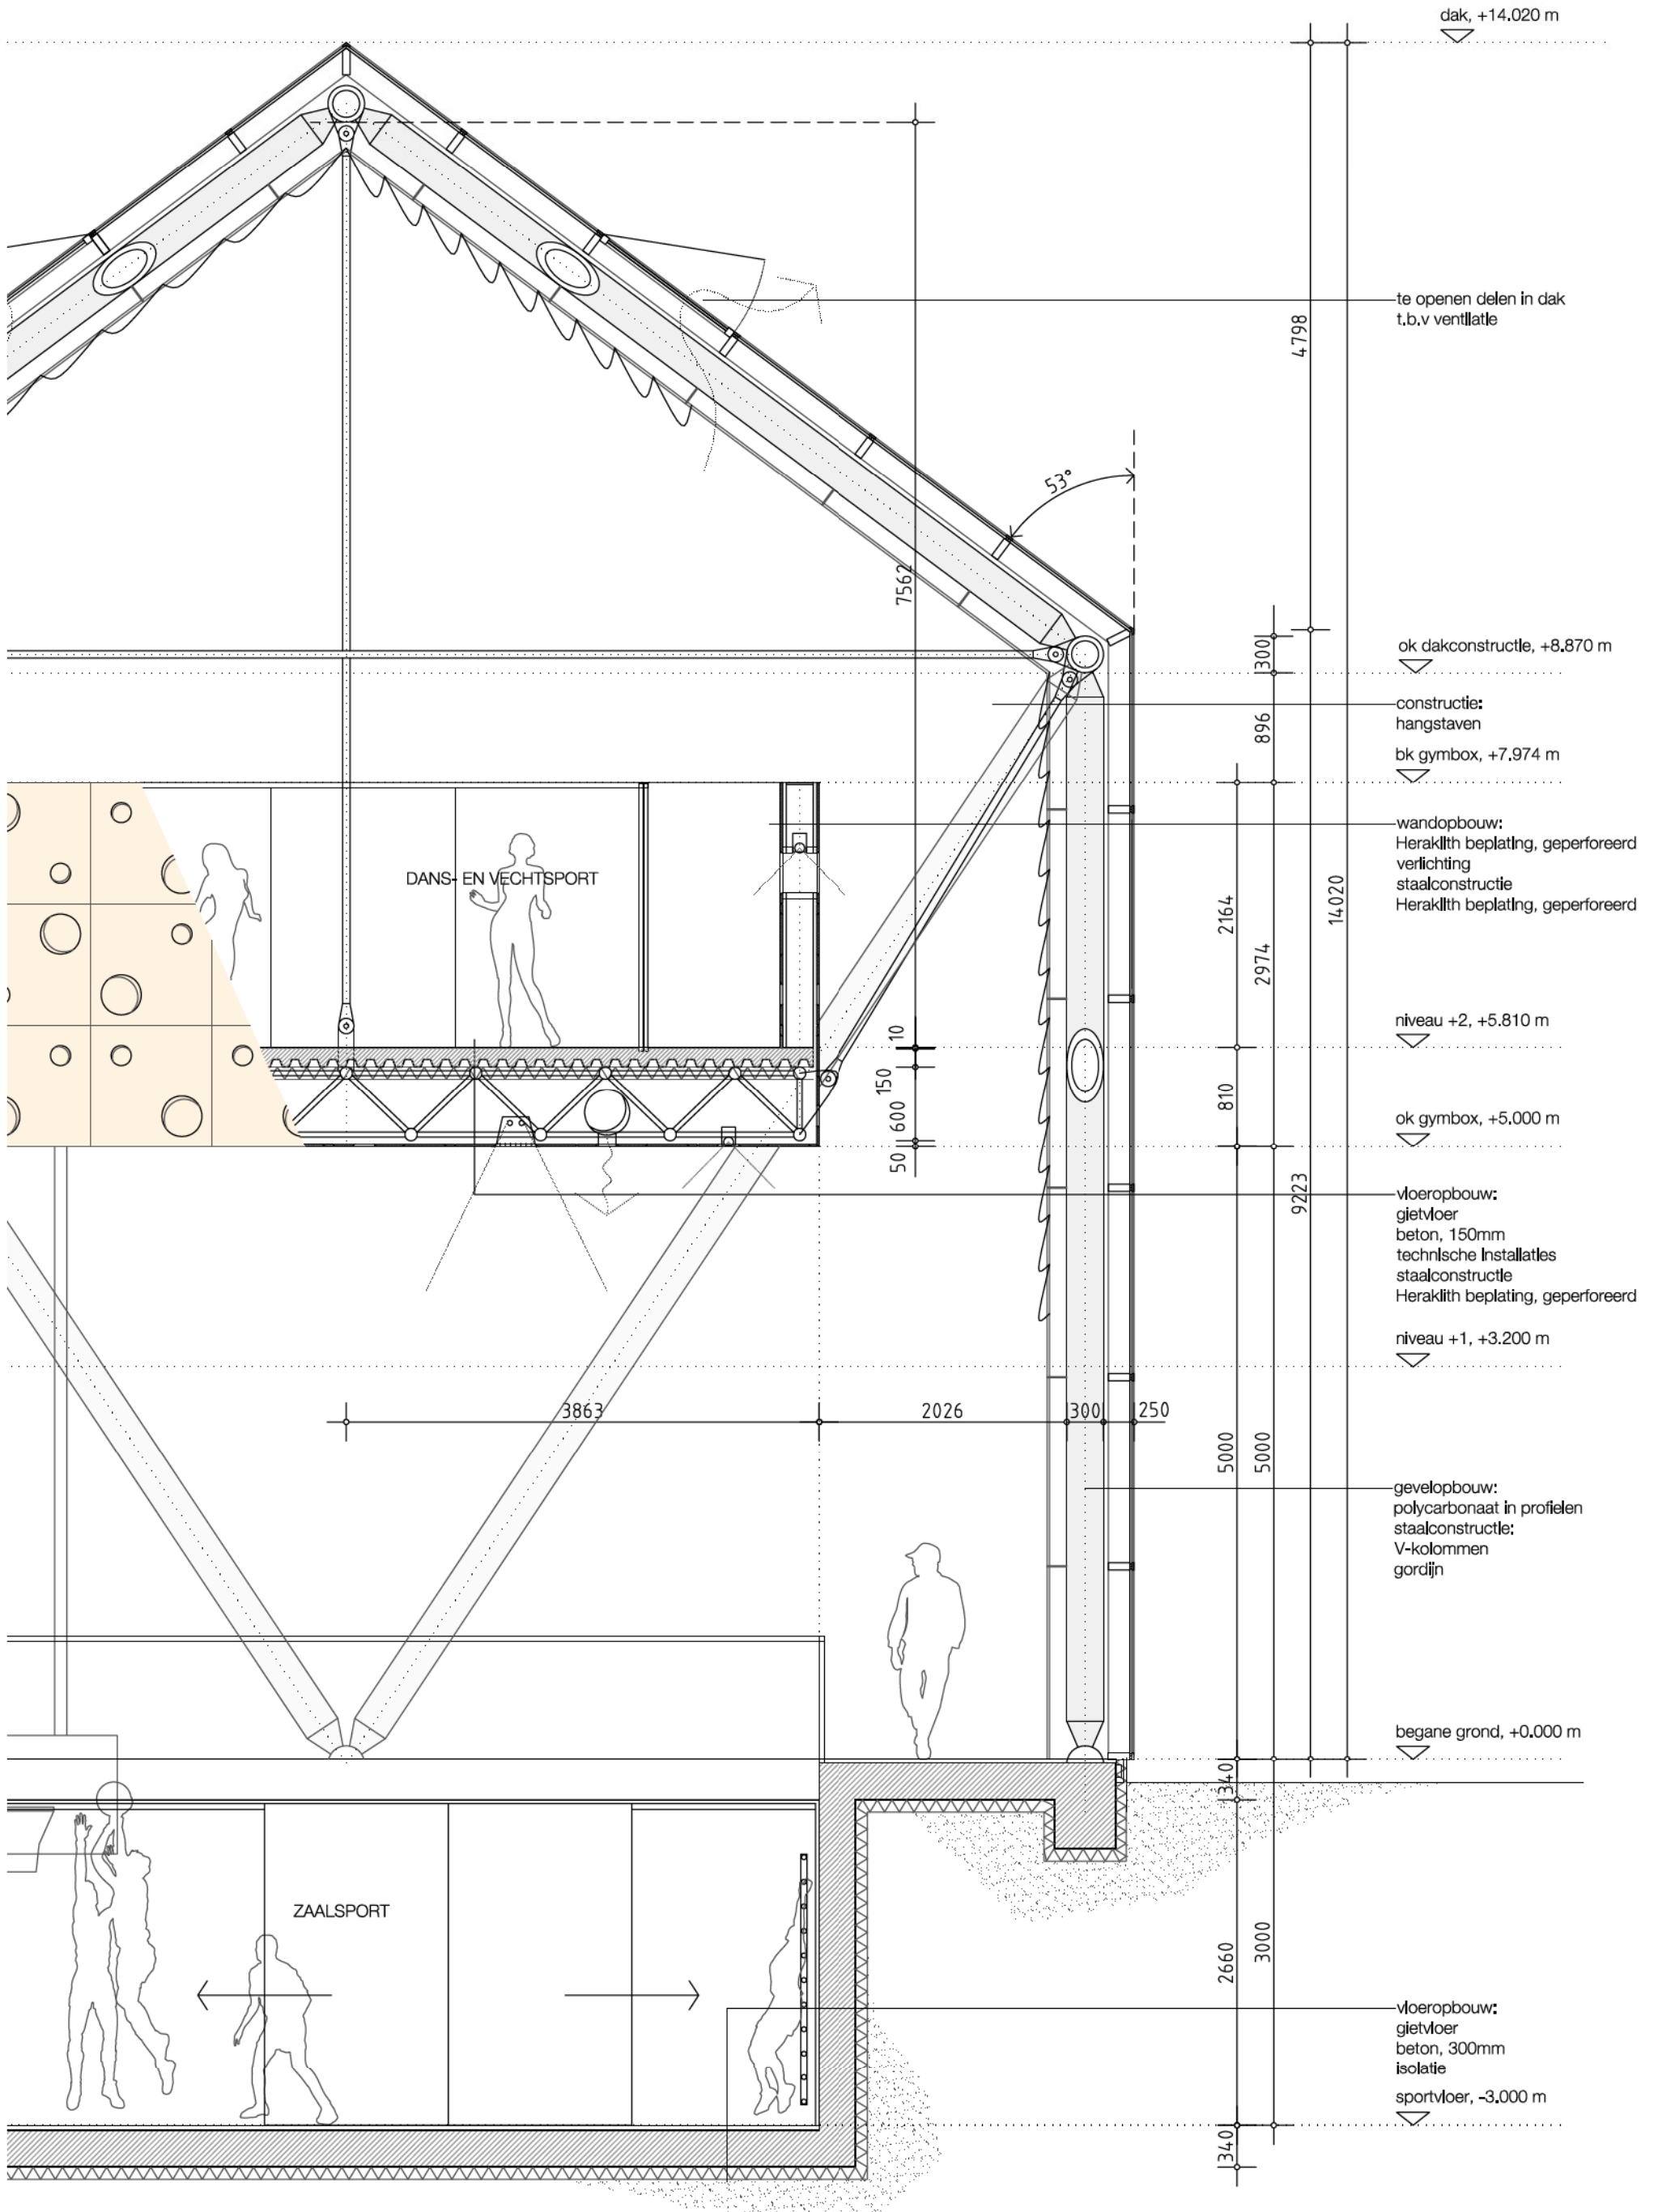 dak, +14.020 m
te openen delen in dak
t.b.v ventilatie
4798
53°
7562
ok dakconstructie, +8.870 m
300
constructie:
hangstaven
896
bk gymbox, +7.974 m
wandopbouw:
Heraklith beplating, geperforeerd
verlichting
staalconstructie
Heraklith beplating, geperforeerd
DANS- EN VECHTSPORT
2164
14020
2974
niveau +2, +5.810 m
10
150
810
600
ok gymbox, +5.000 m
50
9223
vloeropbouw:
gietvloer
beton, 150mm
technische installaties
staalconstructie
Heraklith beplating, geperforeerd
niveau +1, +3.200 m
3863
2026
300
250
5000
5000
gevelopbouw:
polycarbonaat in profielen
staalconstructie:
V-kolommen
gordijn
begane grond, +0.000 m
340
ZAALSPORT
2660
3000
vloeropbouw:
gietvloer
beton, 300mm
isolatie
sportvloer, -3.000 m
340